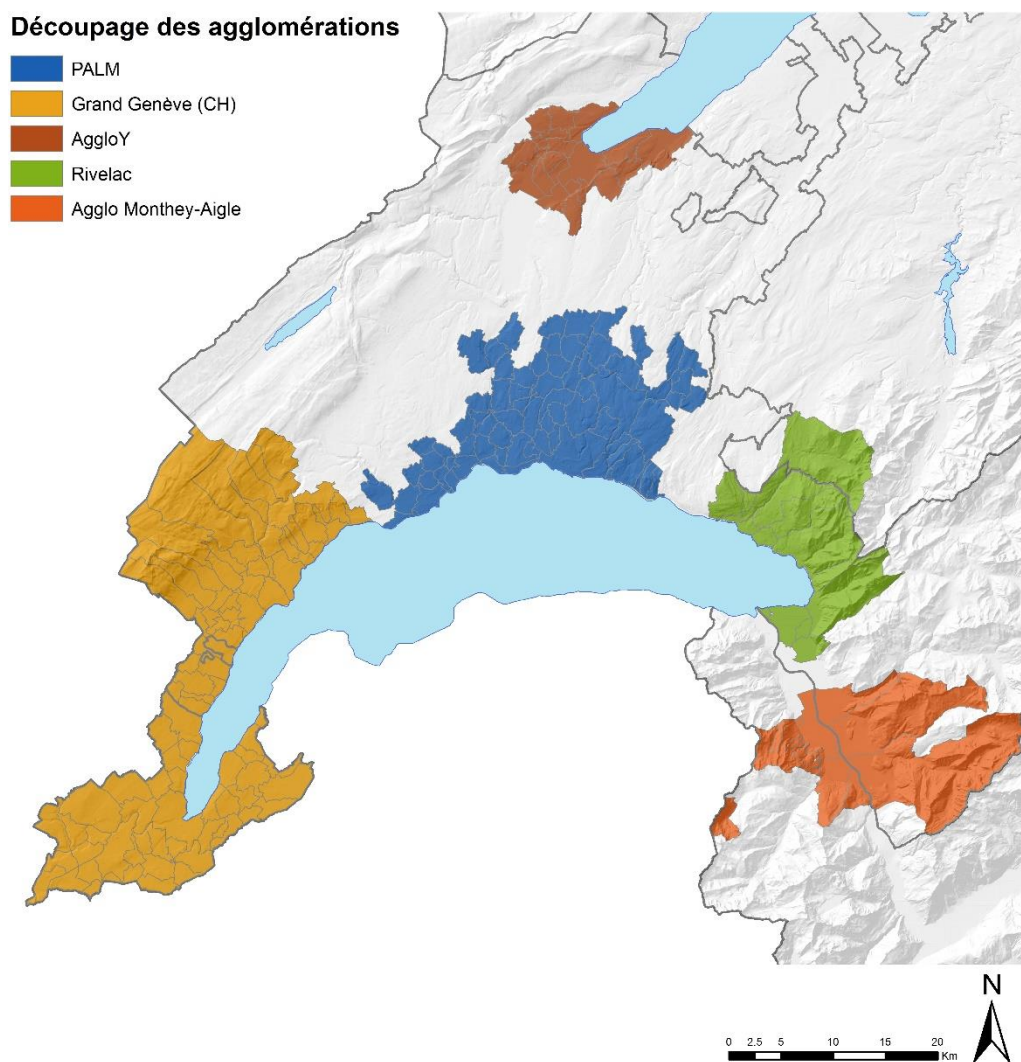 Découpage des agglomérations
PALM
Grand Genève (CH)
AggloY
Rivelac
Agglo Monthey-Aigle
N
0 2.5 5 10 15 20
Km